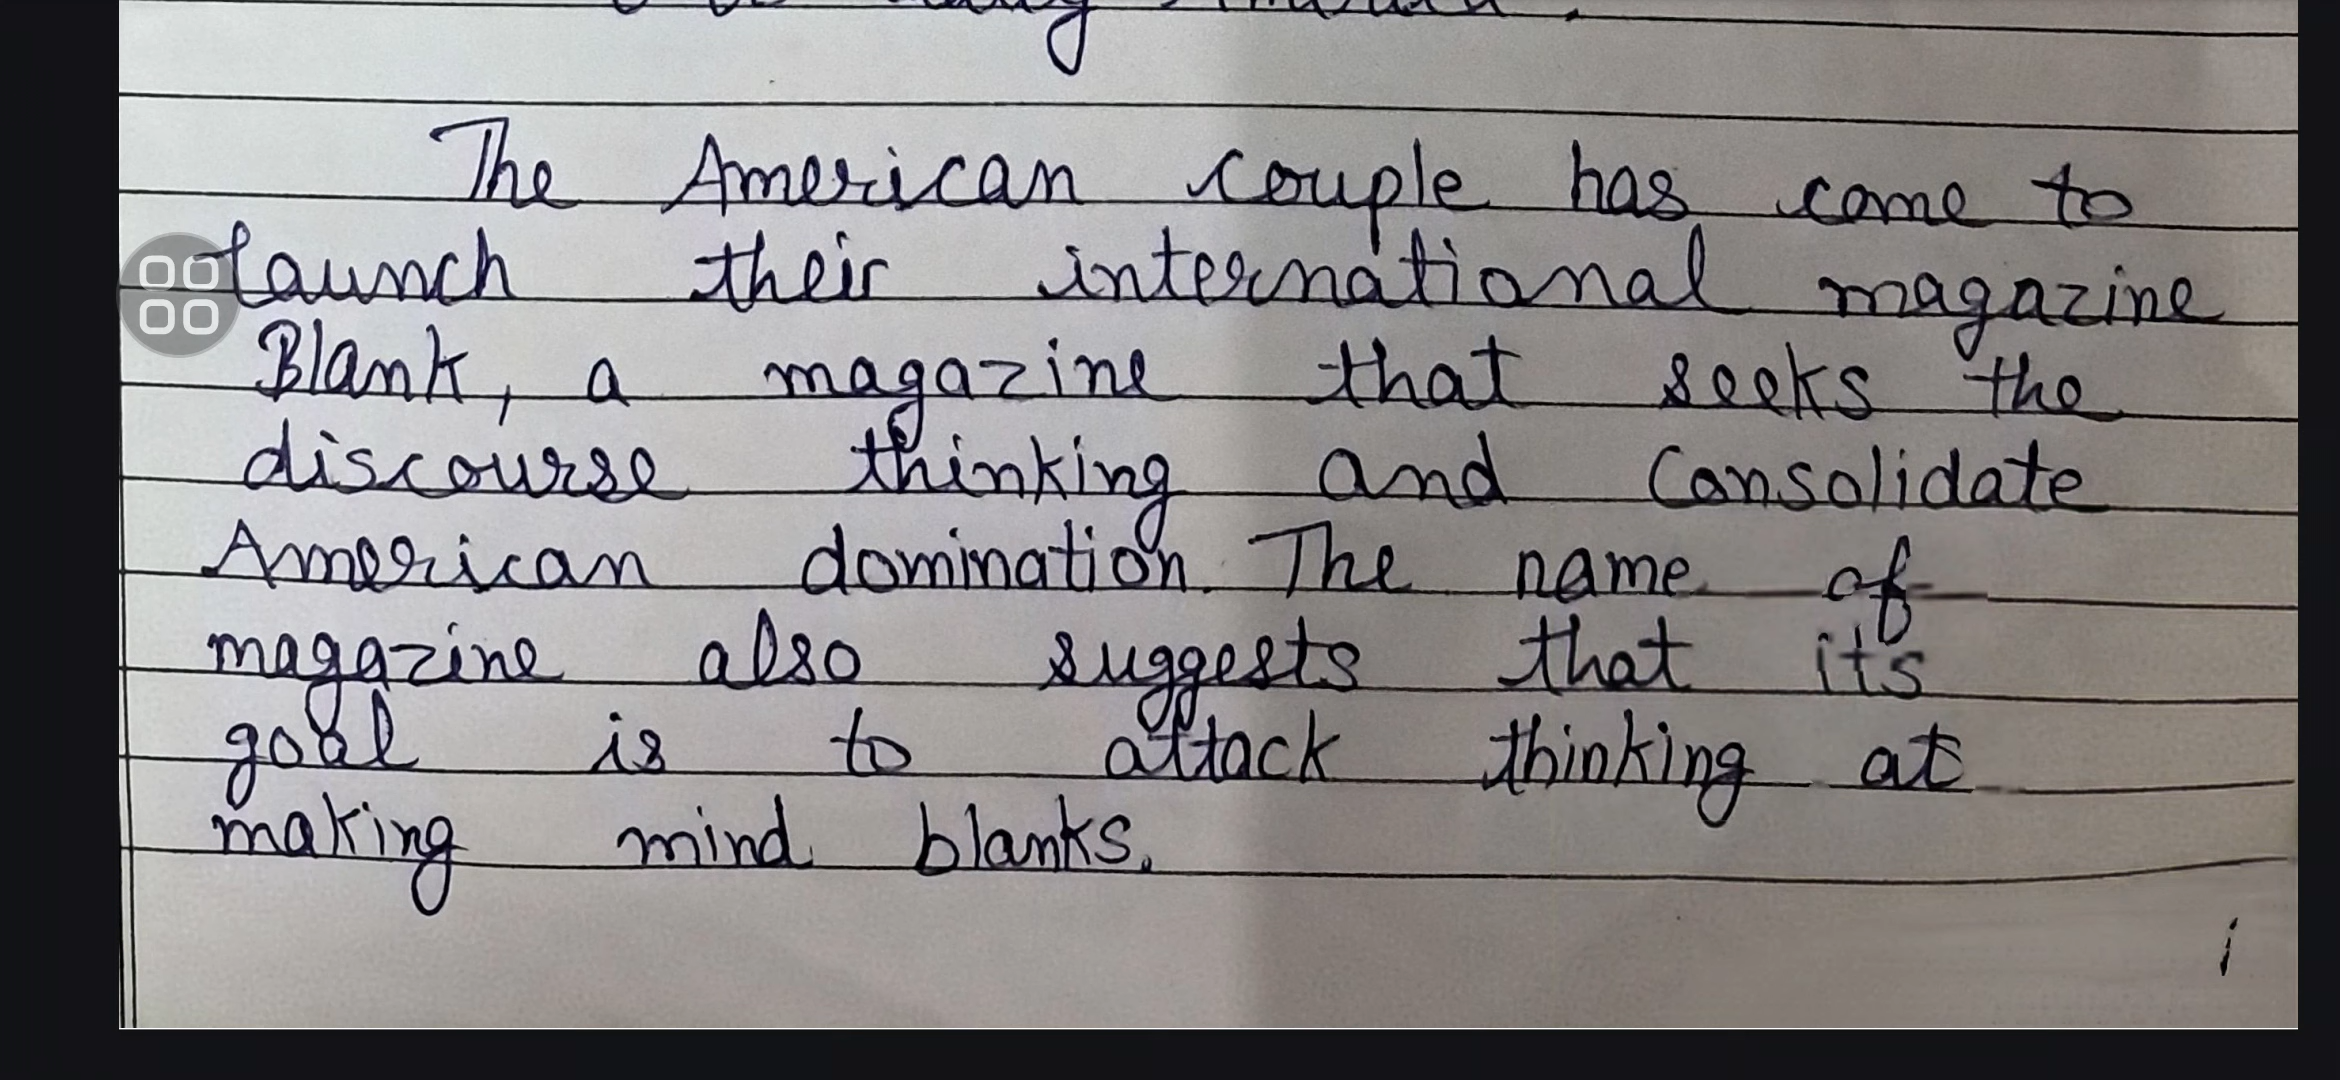 The American couple has come to
launch their international magazine
Blank, a magazine that seeks the
discourse thinking and Consolidate
American domination. The name of
magazine also suggests that its
goal is to attack thinking at
making mind blanks.